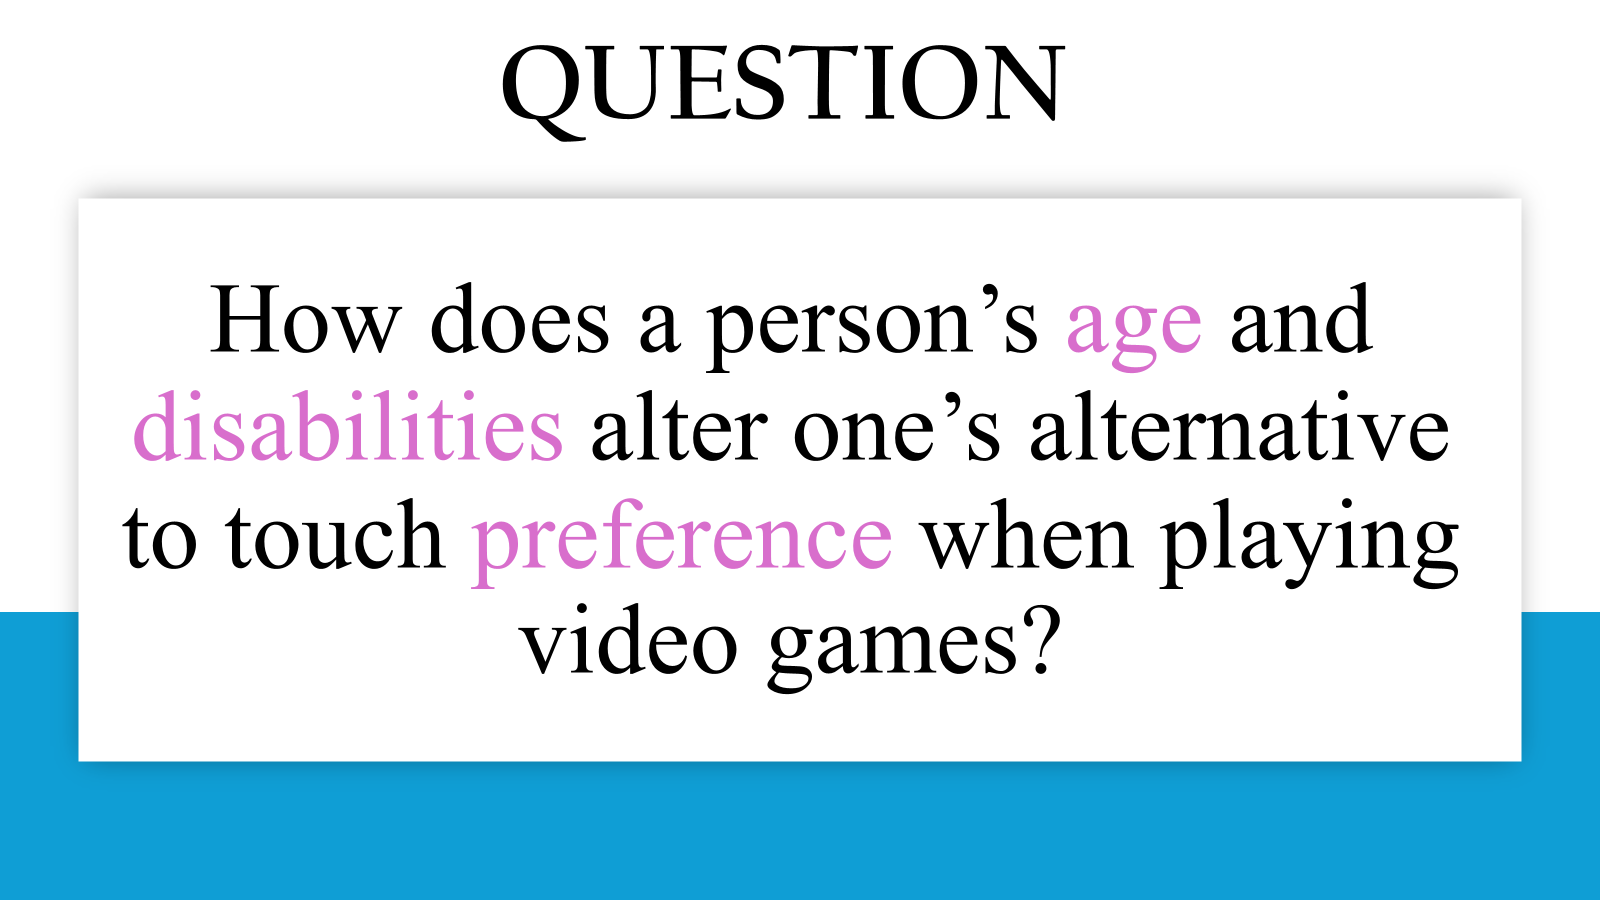 QUESTION
How does a person’s age and
disabilities alter one’s alternative
to touch preference when playing
video games?